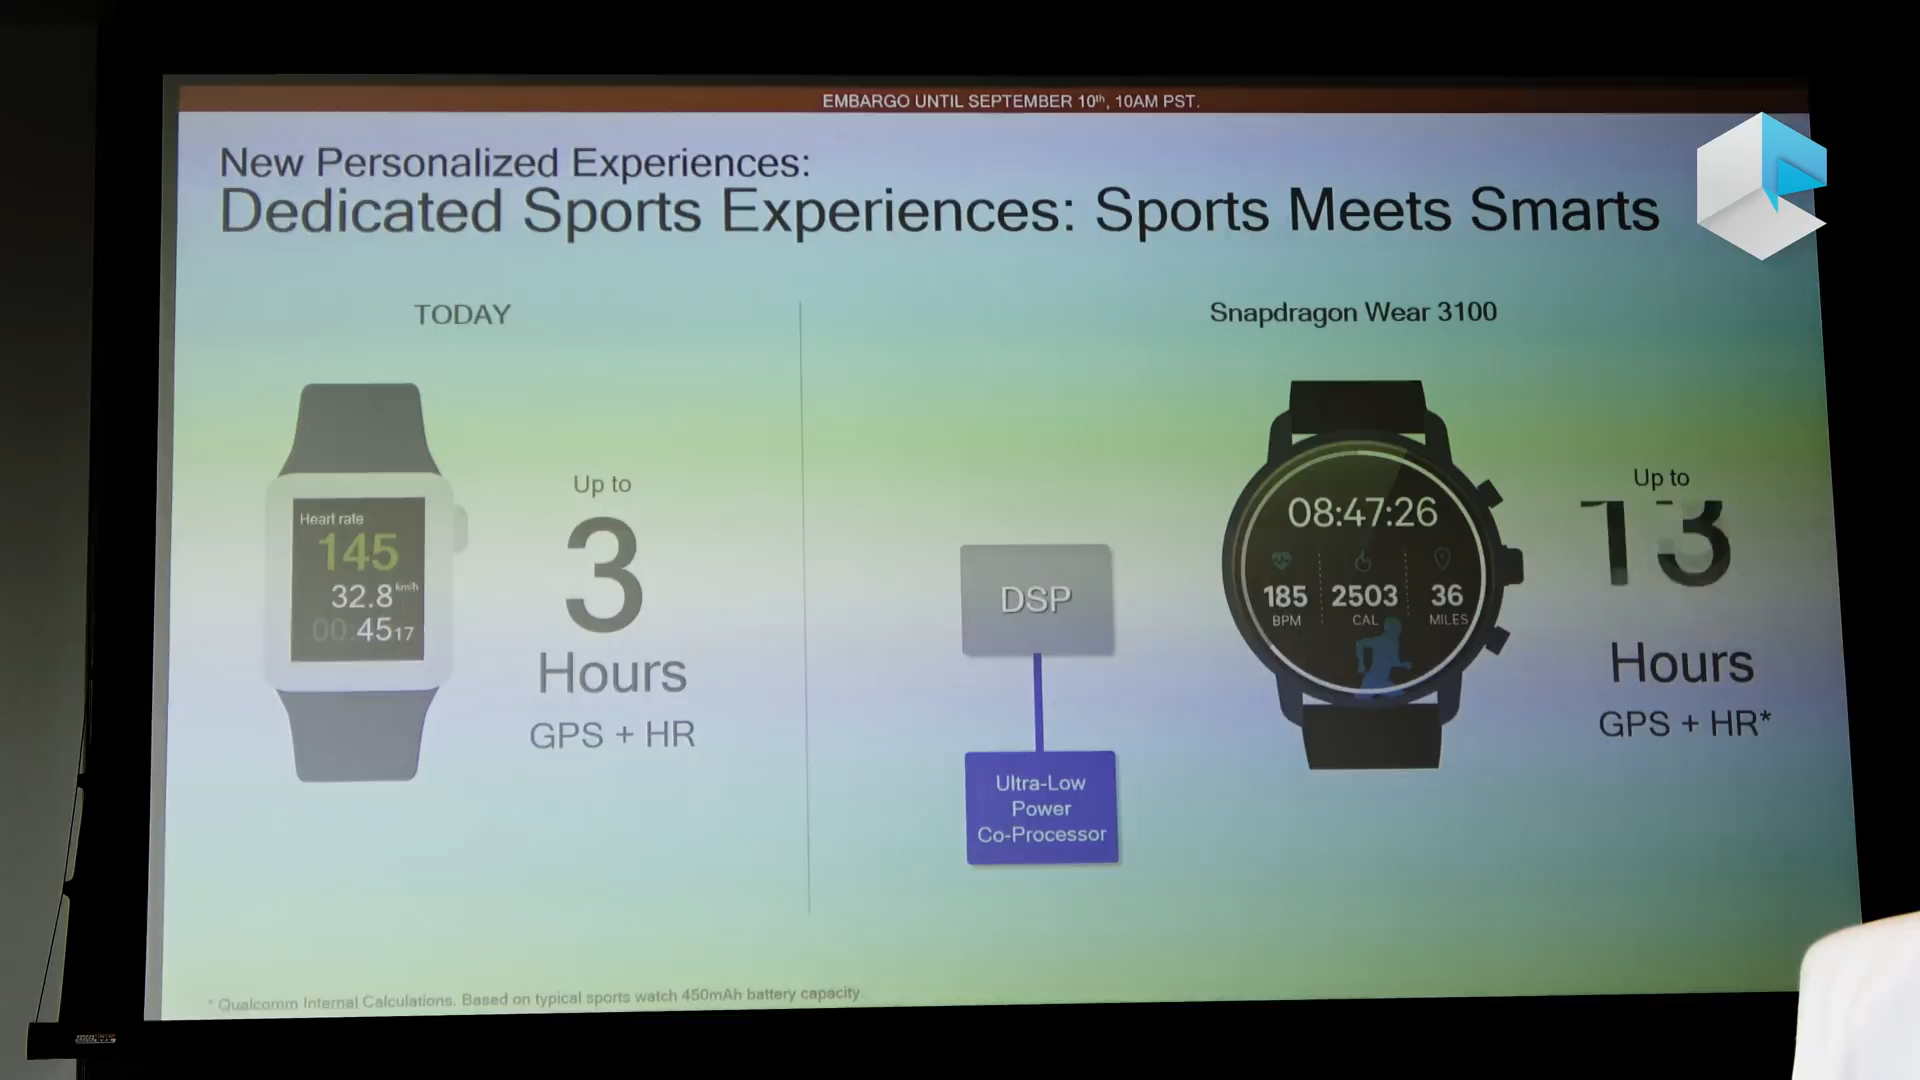 EMBARGO UNTIL SEPTEMBER 10th, 10AM PST.
New Personalized Experiences:
Dedicated Sports Experiences: Sports Meets Smarts
TODAY
Heart rate
145
32.8 km/h
00:4517
Up to
3
Hours
GPS + HR
Snapdragon Wear 3100
DSP
Ultra-Low
Power
Co-Processor
08:47:26
185 2503 36
BPM CAL MILES
Up to
Hours
GPS + HR*
* Qualcomm Internal Calculations. Based on typical sports watch 450mAh battery capacity.